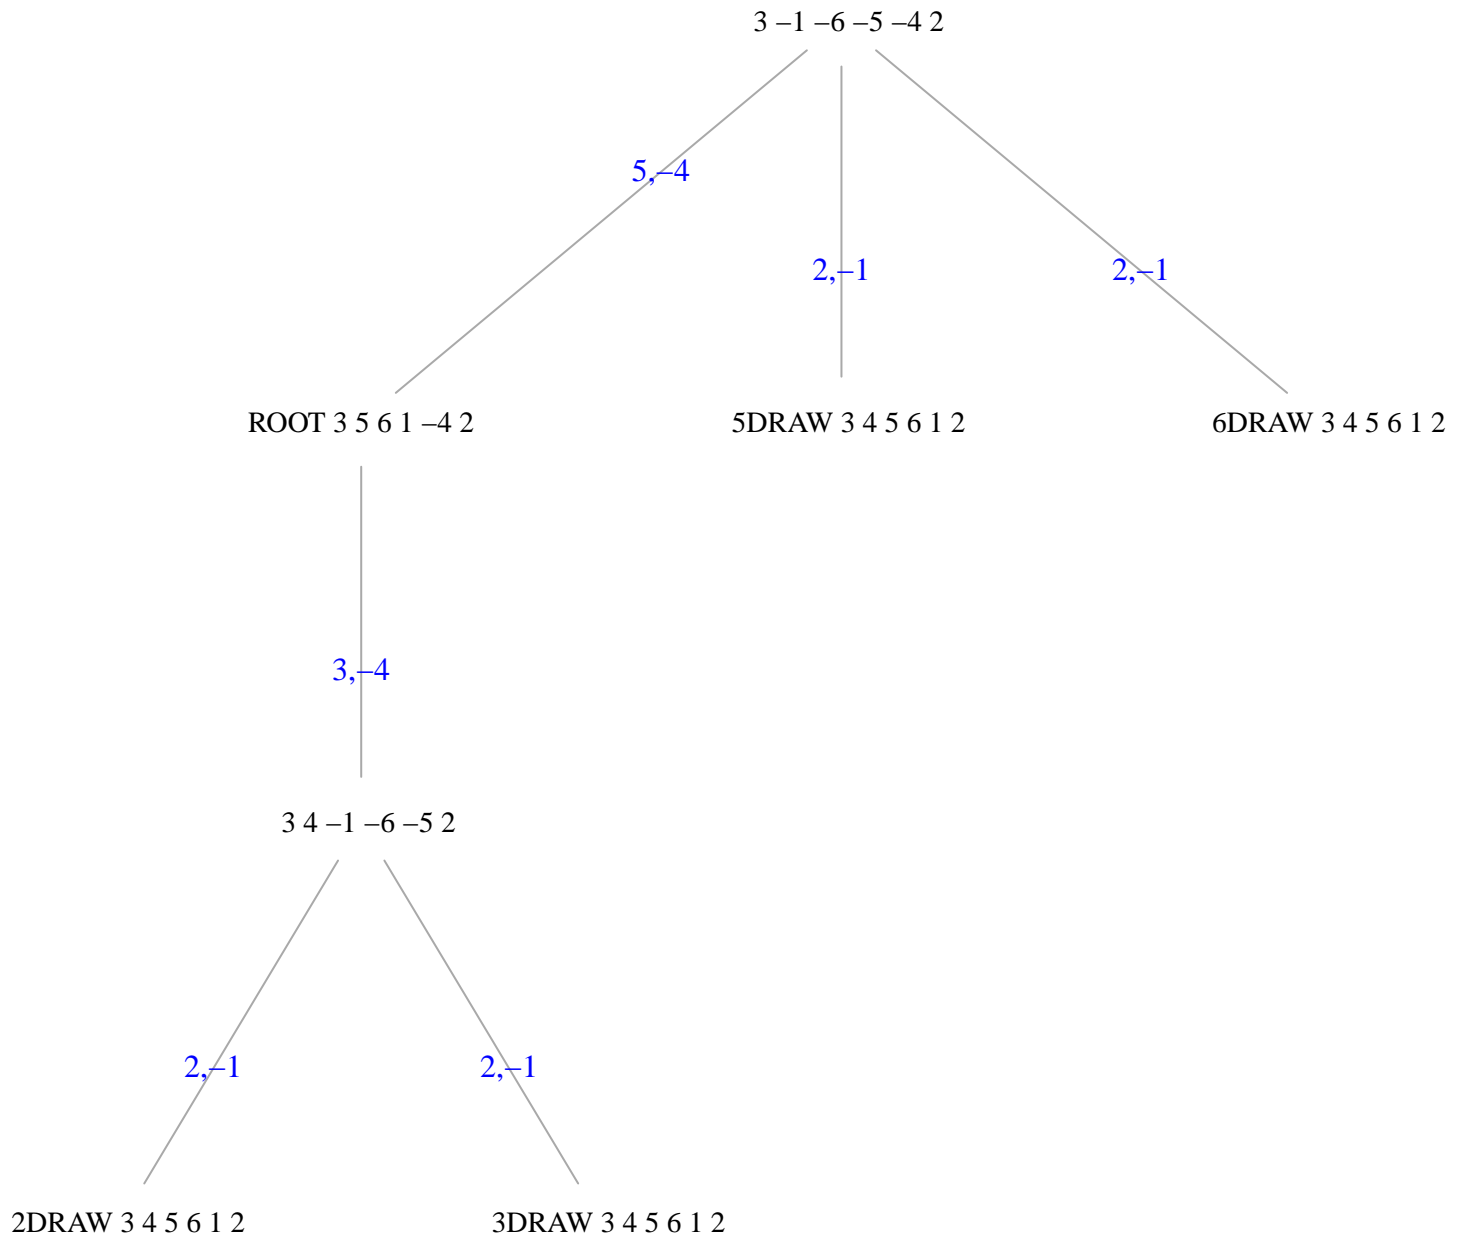 3 –1 –6 –5 –4 2
5,–4
2,–1
2,–1
ROOT 3 5 6 1 –4 2
5DRAW 3 4 5 6 1 2
6DRAW 3 4 5 6 1 2
3,–4
3 4 –1 –6 –5 2
2,–1
2,–1
2DRAW 3 4 5 6 1 2
3DRAW 3 4 5 6 1 2